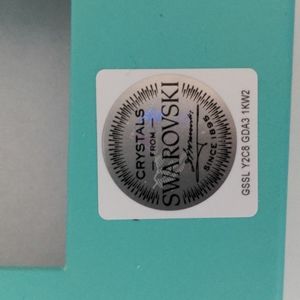 CRYSTALS
FROM
SWAROVSKI
SINCE 1895
GSSL Y2C8 GDA3 1KW2